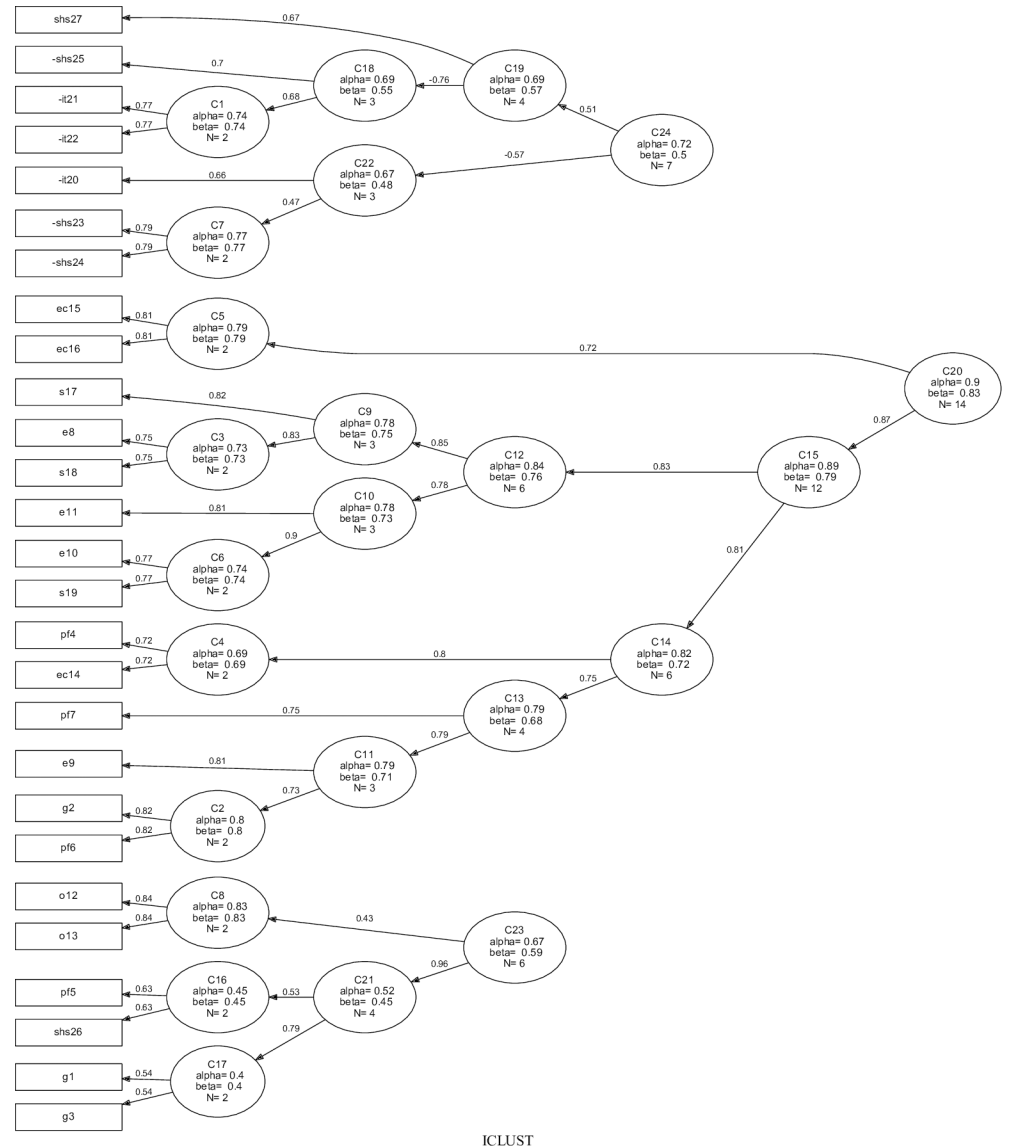 shs27
0.67
-shs25
0.7
C18
alpha= 0.69
beta= 0.55
N= 3
-0.76
C19
alpha= 0.69
beta= 0.57
N= 4
-it21
0.77
C1
alpha= 0.74
beta= 0.74
N= 2
0.68
0.51
-it22
0.77
C24
alpha= 0.72
beta= 0.5
N= 7
-it20
0.66
C22
alpha= 0.67
beta= 0.48
N= 3
-0.57
-shs23
0.79
C7
alpha= 0.77
beta= 0.77
N= 2
0.47
-shs24
0.79
ec15
0.81
C5
alpha= 0.79
beta= 0.79
N= 2
ec16
0.81
0.72
C20
alpha= 0.9
beta= 0.83
N= 14
s17
0.82
C9
alpha= 0.78
beta= 0.75
N= 3
0.87
e8
0.75
C3
alpha= 0.73
beta= 0.73
N= 2
0.83
0.85
s18
0.75
C12
alpha= 0.84
beta= 0.76
N= 6
0.83
C15
alpha= 0.89
beta= 0.79
N= 12
e11
0.81
C10
alpha= 0.78
beta= 0.73
N= 3
0.78
e10
0.77
C6
alpha= 0.74
beta= 0.74
N= 2
0.9
0.81
s19
0.77
pf4
0.72
C4
alpha= 0.69
beta= 0.69
N= 2
0.8
C14
alpha= 0.82
beta= 0.72
N= 6
ec14
0.72
pf7
0.75
C13
alpha= 0.79
beta= 0.68
N= 4
0.75
e9
0.81
C11
alpha= 0.79
beta= 0.71
N= 3
0.79
g2
0.82
C2
alpha= 0.8
beta= 0.8
N= 2
0.73
pf6
0.82
o12
0.84
C8
alpha= 0.83
beta= 0.83
N= 2
0.43
o13
0.84
C23
alpha= 0.67
beta= 0.59
N= 6
pf5
0.63
C16
alpha= 0.45
beta= 0.45
N= 2
0.53
C21
alpha= 0.52
beta= 0.45
N= 4
0.96
shs26
0.63
g1
0.54
C17
alpha= 0.4
beta= 0.4
N= 2
0.79
g3
0.54
ICLUST